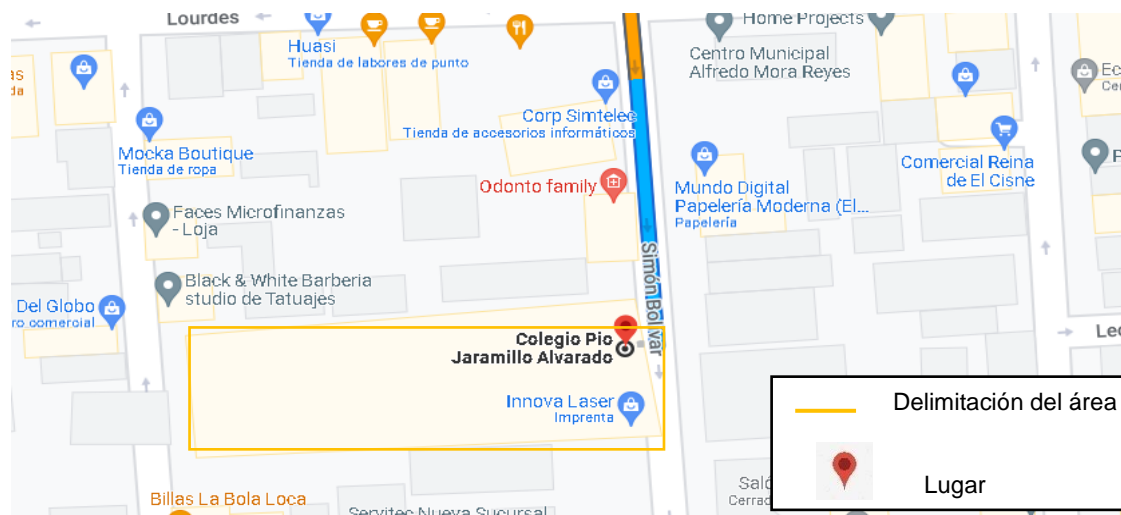 Lourdes
Huasi
Tienda de labores de punto
Home Projects
Centro Municipal
Alfredo Mora Reyes
Corp Simtelec
Tienda de accesorios informáticos
Mocka Boutique
Tienda de ropa
Odonto family
Mundo Digital
Papelería Moderna (El...
Papelería
Comercial Reina
de El Cisne
Faces Microfinanzas
- Loja
Black & White Barberia
studio de Tatuajes
Del Globo
Simón Bolívar
Colegio Pio
Jaramillo Alvarado
Innova Laser
Imprenta
Delimitación del área
Lugar
Billas La Bola Loca
Servitec Nueva Sucursal